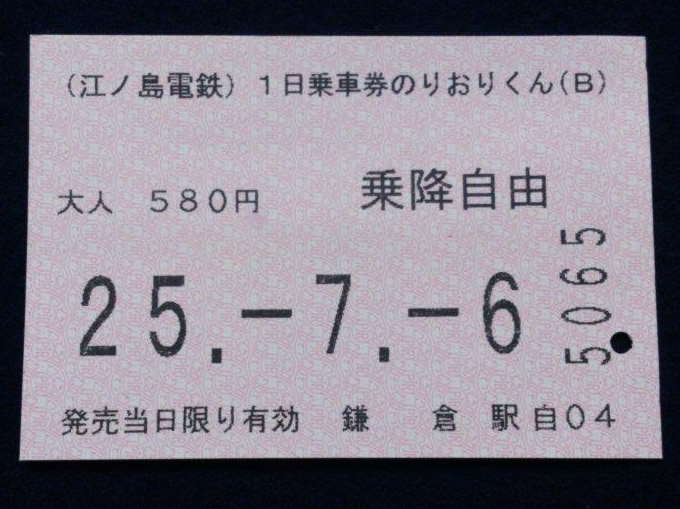 （江ノ島電鉄）１日乗車券のりおりくん（Ｂ）
大人　５８０円　乗降自由
25.-7.-6
5065
発売当日限り有効　鎌　倉　駅自０４